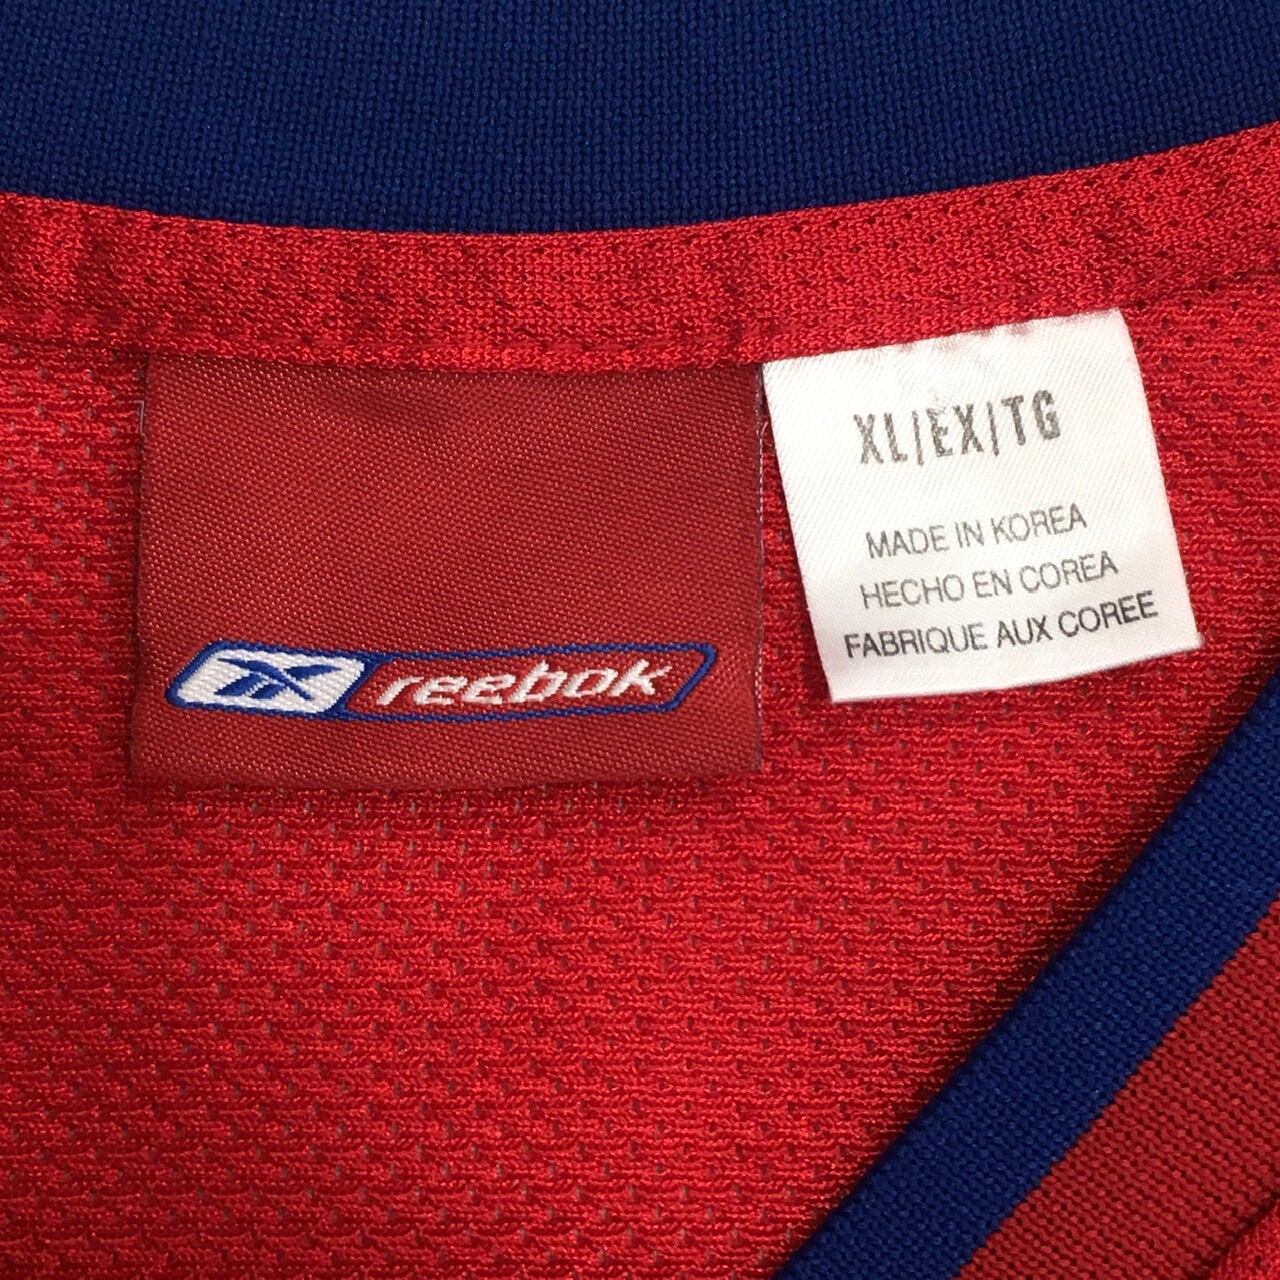 XL/EX/TG
MADE IN KOREA
HECHO EN COREA
FABRIQUE AUX COREE
reebok